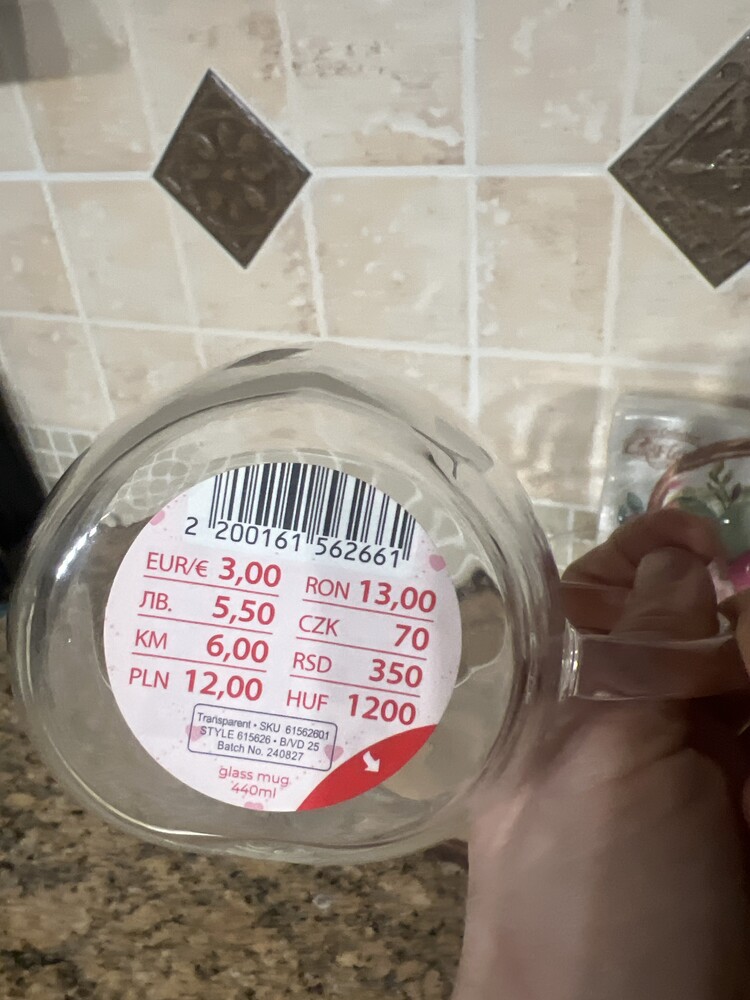 2 200161 562661
EUR/€ 3,00
ЛВ. 5,50
KM 6,00
PLN 12,00
RON 13,00
CZK 70
RSD 350
HUF 1200
Transparent • SKU 61562601
STYLE 615626 • B/VD 25
Batch No. 240827
glass mug
440ml